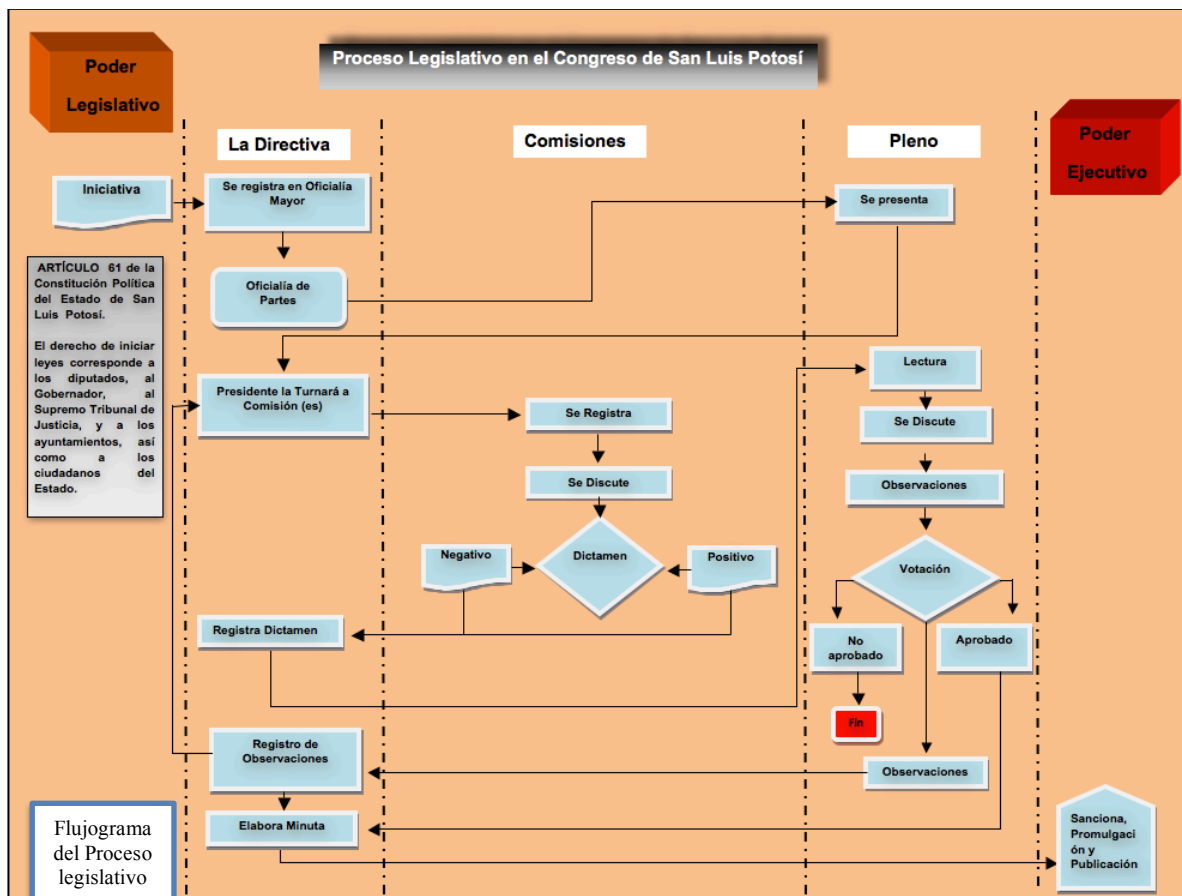 Proceso Legislativo en el Congreso de San Luis Potosí
Poder
Legislativo
Poder
Ejecutivo
La Directiva
Comisiones
Pleno
Iniciativa
Se registra en Oficialía
Mayor
Se presenta
ARTÍCULO 61 de la
Constitución Política
del Estado de San
Luis Potosí.
El derecho de iniciar
leyes corresponde a
los diputados, al
Gobernador, al
Supremo Tribunal de
Justicia, y a los
ayuntamientos, así
como a los
ciudadanos del
Estado.
Oficialía de
Partes
Presidente la Turnará a
Comisión (es)
Lectura
Se Registra
Se Discute
Se Discute
Observaciones
Negativo
Dictamen
Positivo
Votación
Registra Dictamen
No
aprobado
Aprobado
Fin
Registro de
Observaciones
Observaciones
Elabora Minuta
Sanciona,
Promulgaci
ón y
Publicación
Flujograma
del Proceso
legislativo